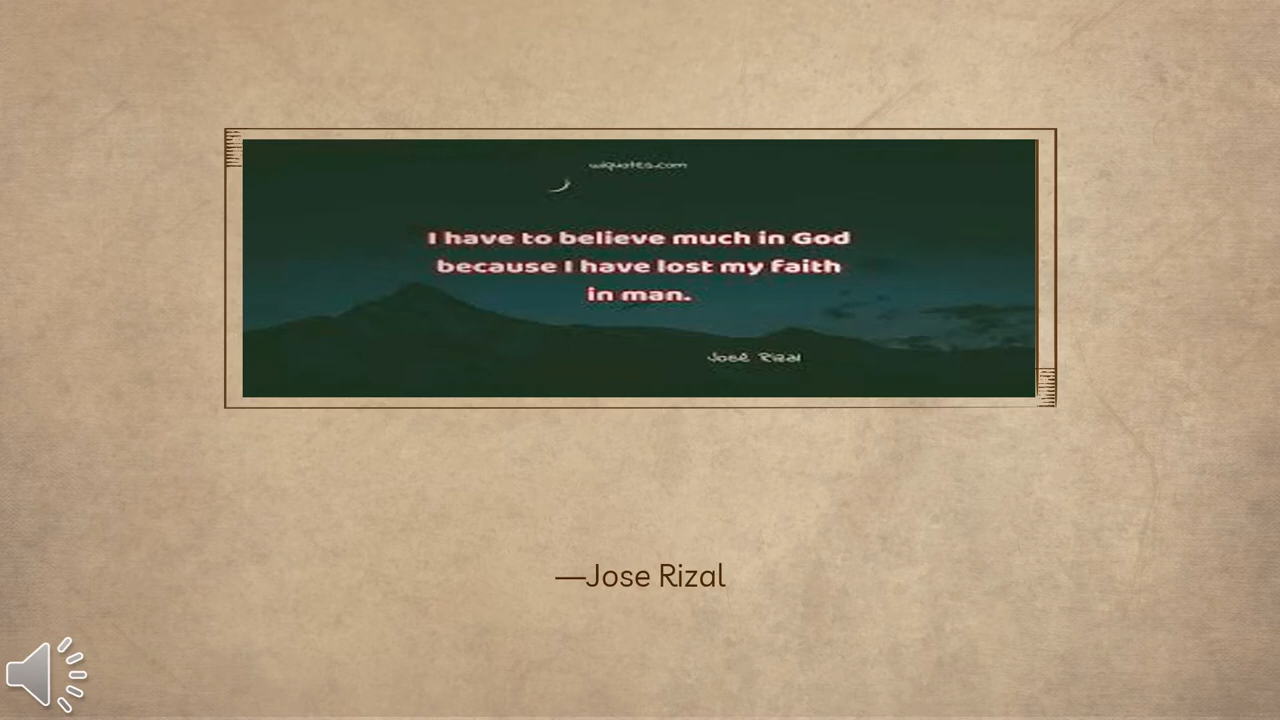 wiquotes.com
I have to believe much in God
because I have lost my faith
in man.
José Rizal
—Jose Rizal